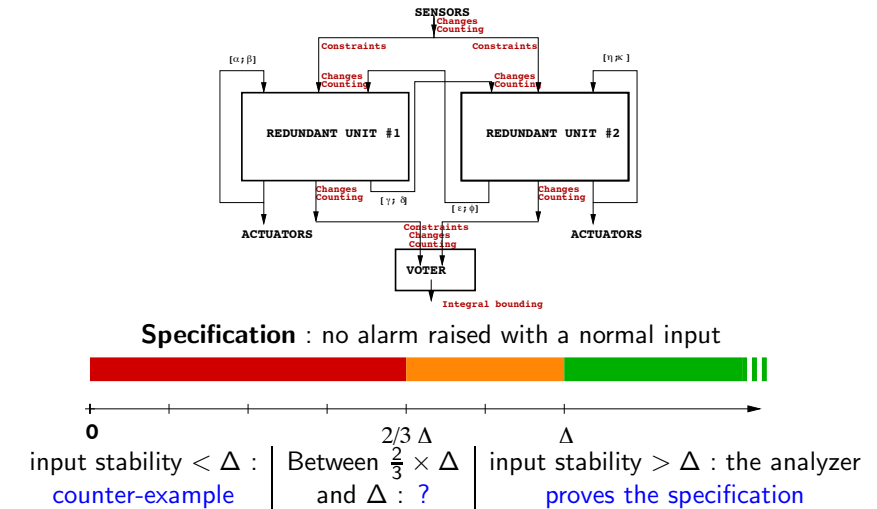 SENSORS
Changes
Counting
Constraints
Constraints
[α; β]
[η;κ ]
Changes
Counting
Changes
Counting
REDUNDANT UNIT #1
REDUNDANT UNIT #2
Changes
Counting
[γ; δ]
[ε; φ]
Changes
Counting
ACTUATORS
ACTUATORS
Constraints
Changes
Counting
VOTER
Integral bounding
Specification : no alarm raised with a normal input
0
2/3 Δ
Δ
input stability < Δ :
counter-example
Between 2/3 × Δ
and Δ : ?
input stability > Δ : the analyzer
proves the specification